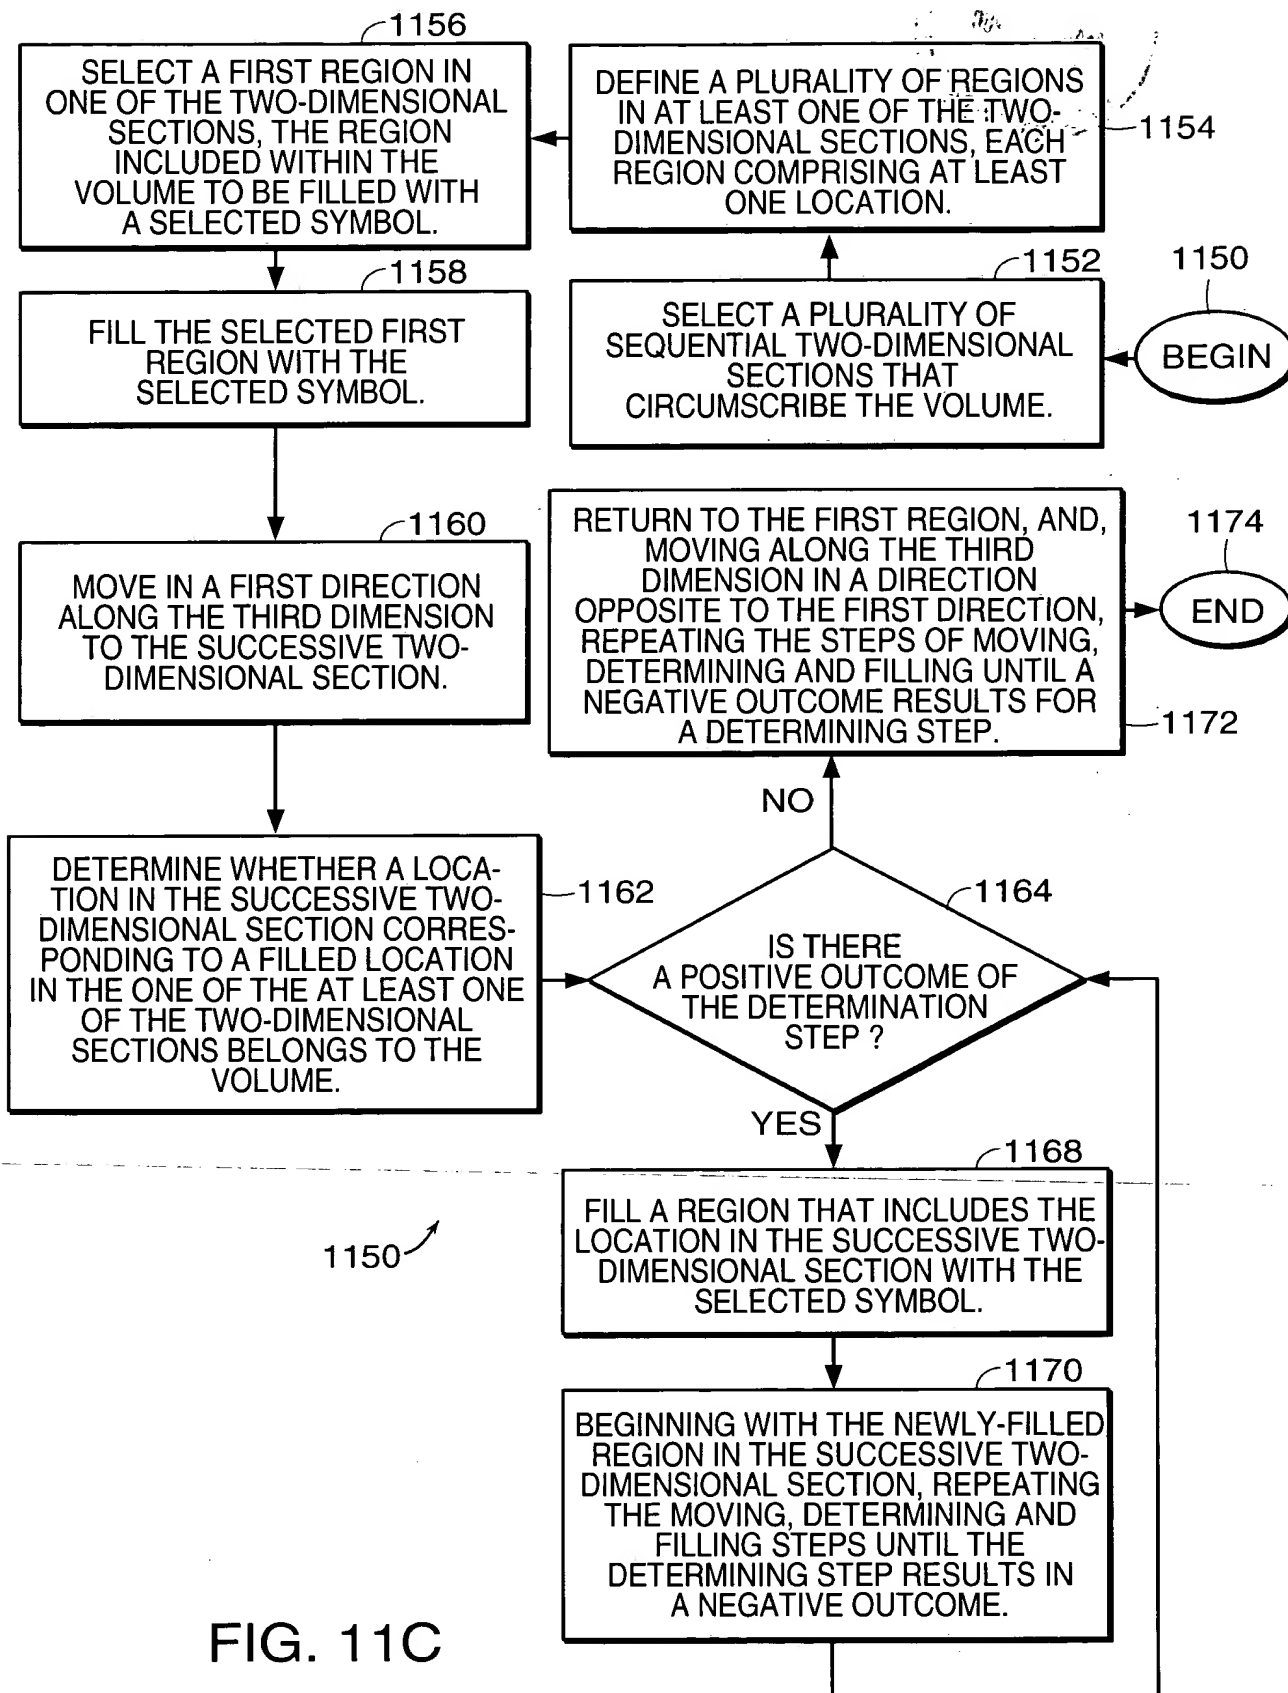 1150
BEGIN
1152
SELECT A PLURALITY OF
SEQUENTIAL TWO-DIMENSIONAL
SECTIONS THAT
CIRCUMSCRIBE THE VOLUME.
1154
DEFINE A PLURALITY OF REGIONS
IN AT LEAST ONE OF THE TWO-
DIMENSIONAL SECTIONS, EACH
REGION COMPRISING AT LEAST
ONE LOCATION.
1156
SELECT A FIRST REGION IN
ONE OF THE TWO-DIMENSIONAL
SECTIONS, THE REGION
INCLUDED WITHIN THE
VOLUME TO BE FILLED WITH
A SELECTED SYMBOL.
1158
FILL THE SELECTED FIRST
REGION WITH THE
SELECTED SYMBOL.
1160
MOVE IN A FIRST DIRECTION
ALONG THE THIRD DIMENSION
TO THE SUCCESSIVE TWO-
DIMENSIONAL SECTION.
1162
DETERMINE WHETHER A LOCA-
TION IN THE SUCCESSIVE TWO-
DIMENSIONAL SECTION CORRES-
PONDING TO A FILLED LOCATION
IN THE ONE OF THE AT LEAST ONE
OF THE TWO-DIMENSIONAL
SECTIONS BELONGS TO THE
VOLUME.
1164
IS THERE
A POSITIVE OUTCOME OF
THE DETERMINATION
STEP ?
NO
1172
RETURN TO THE FIRST REGION, AND,
MOVING ALONG THE THIRD
DIMENSION IN A DIRECTION
OPPOSITE TO THE FIRST DIRECTION,
REPEATING THE STEPS OF MOVING,
DETERMINING AND FILLING UNTIL A
NEGATIVE OUTCOME RESULTS FOR
A DETERMINING STEP.
1174
END
YES
1168
FILL A REGION THAT INCLUDES THE
LOCATION IN THE SUCCESSIVE TWO-
DIMENSIONAL SECTION WITH THE
SELECTED SYMBOL.
1170
BEGINNING WITH THE NEWLY-FILLED
REGION IN THE SUCCESSIVE TWO-
DIMENSIONAL SECTION, REPEATING
THE MOVING, DETERMINING AND
FILLING STEPS UNTIL THE
DETERMINING STEP RESULTS IN
A NEGATIVE OUTCOME.
1150
FIG. 11C